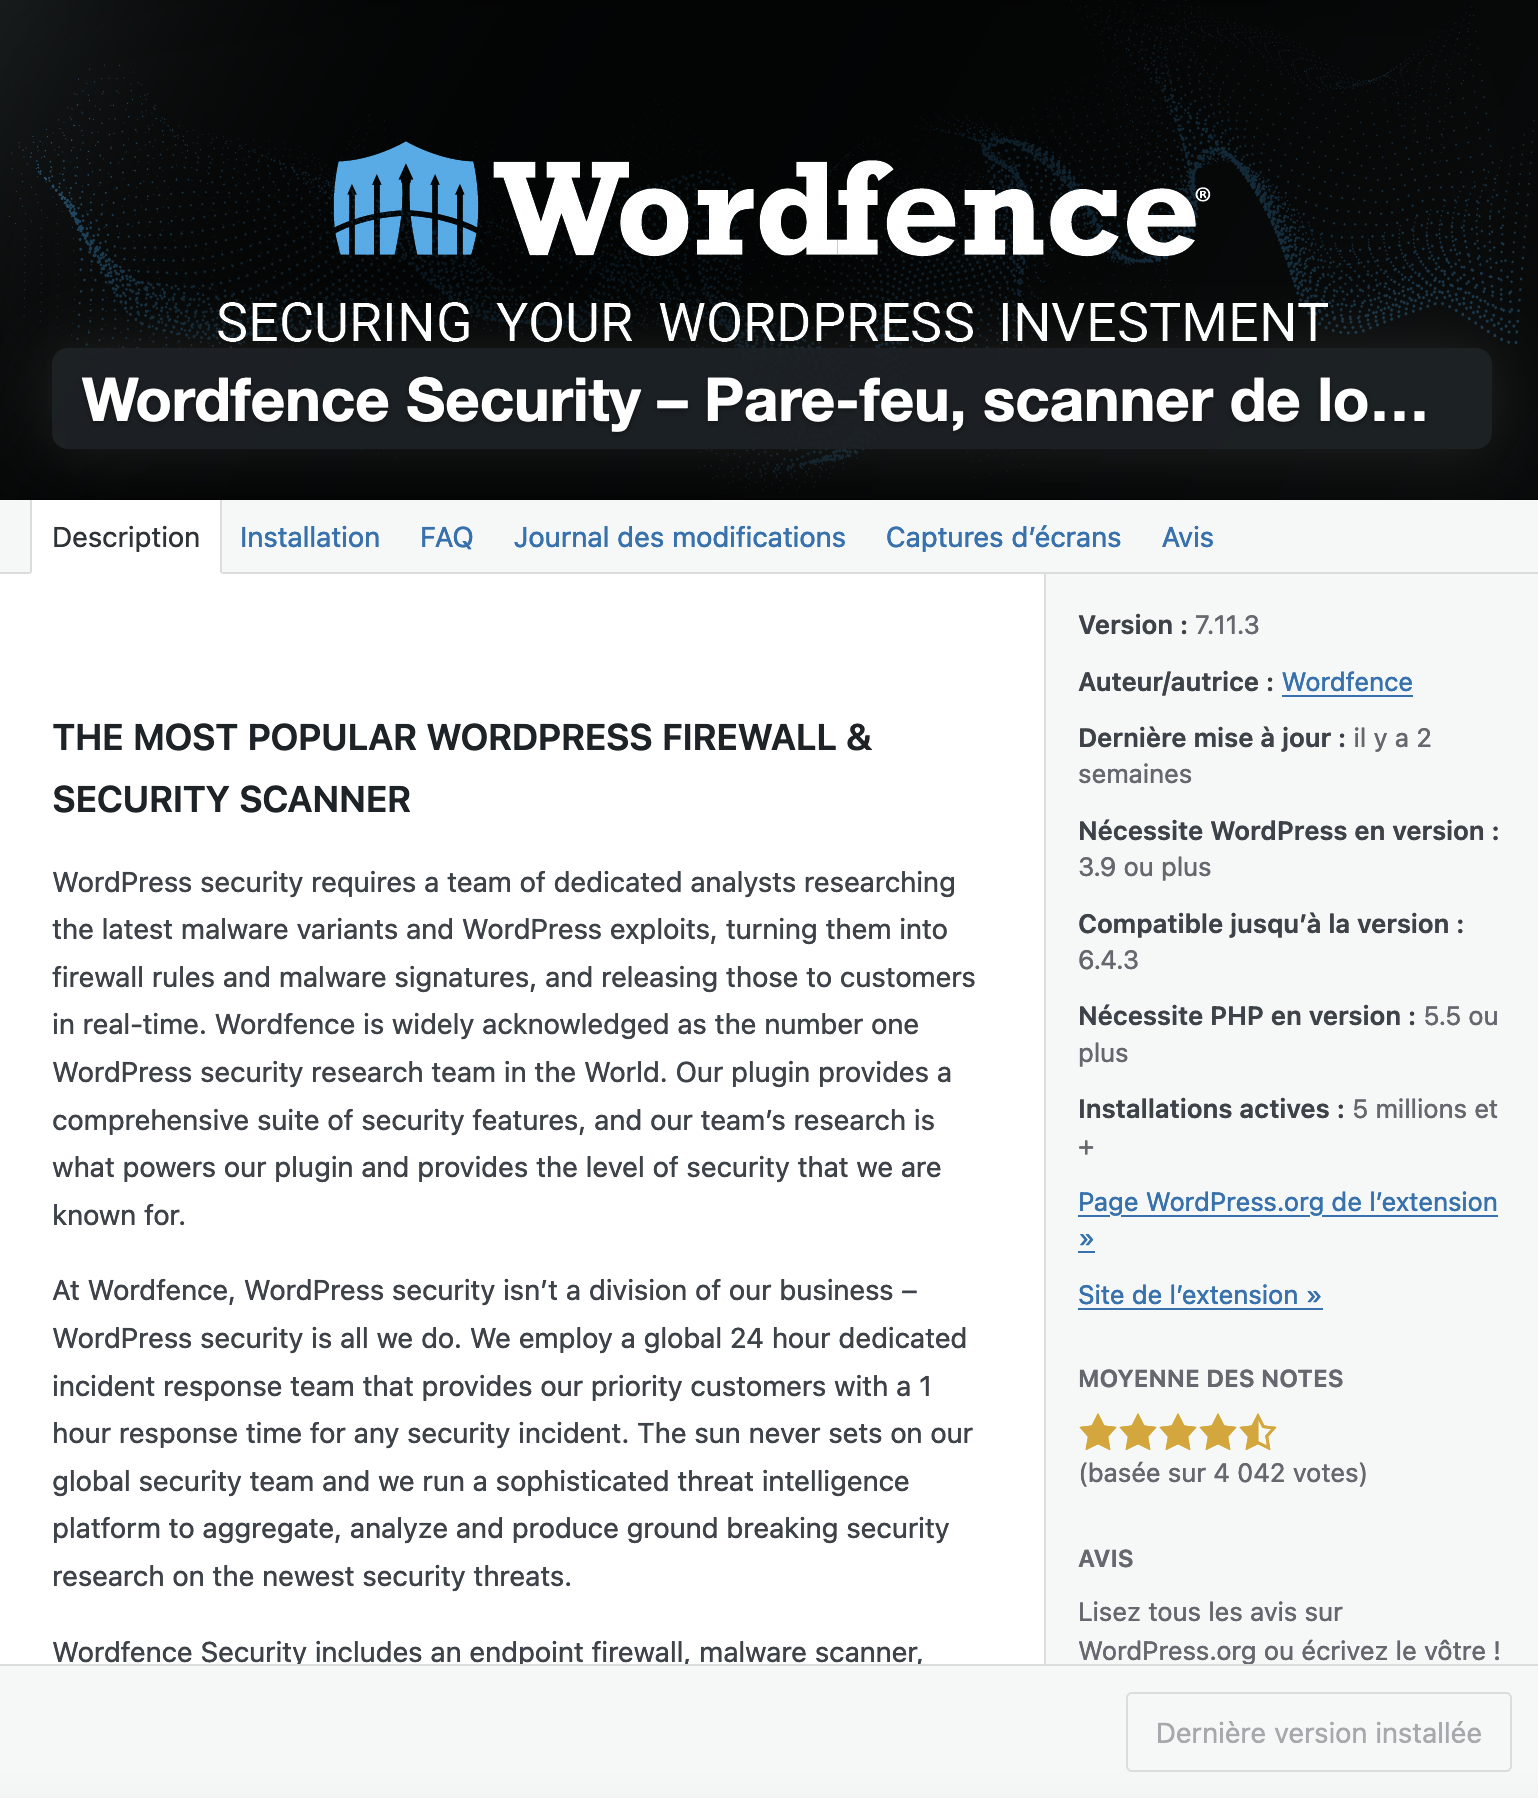 Wordfence®
SECURING YOUR WORDPRESS INVESTMENT
Wordfence Security – Pare-feu, scanner de lo…
Description Installation FAQ Journal des modifications Captures d’écrans Avis
THE MOST POPULAR WORDPRESS FIREWALL &
SECURITY SCANNER
WordPress security requires a team of dedicated analysts researching
the latest malware variants and WordPress exploits, turning them into
firewall rules and malware signatures, and releasing those to customers
in real-time. Wordfence is widely acknowledged as the number one
WordPress security research team in the World. Our plugin provides a
comprehensive suite of security features, and our team’s research is
what powers our plugin and provides the level of security that we are
known for.
At Wordfence, WordPress security isn’t a division of our business –
WordPress security is all we do. We employ a global 24 hour dedicated
incident response team that provides our priority customers with a 1
hour response time for any security incident. The sun never sets on our
global security team and we run a sophisticated threat intelligence
platform to aggregate, analyze and produce ground breaking security
research on the newest security threats.
Wordfence Security includes an endpoint firewall, malware scanner,
Version : 7.11.3
Auteur/autrice : Wordfence
Dernière mise à jour : il y a 2
semaines
Nécessite WordPress en version :
3.9 ou plus
Compatible jusqu’à la version :
6.4.3
Nécessite PHP en version : 5.5 ou
plus
Installations actives : 5 millions et
+
Page WordPress.org de l’extension
»
Site de l’extension »
MOYENNE DES NOTES
(basée sur 4 042 votes)
AVIS
Lisez tous les avis sur
WordPress.org ou écrivez le vôtre !
Dernière version installée